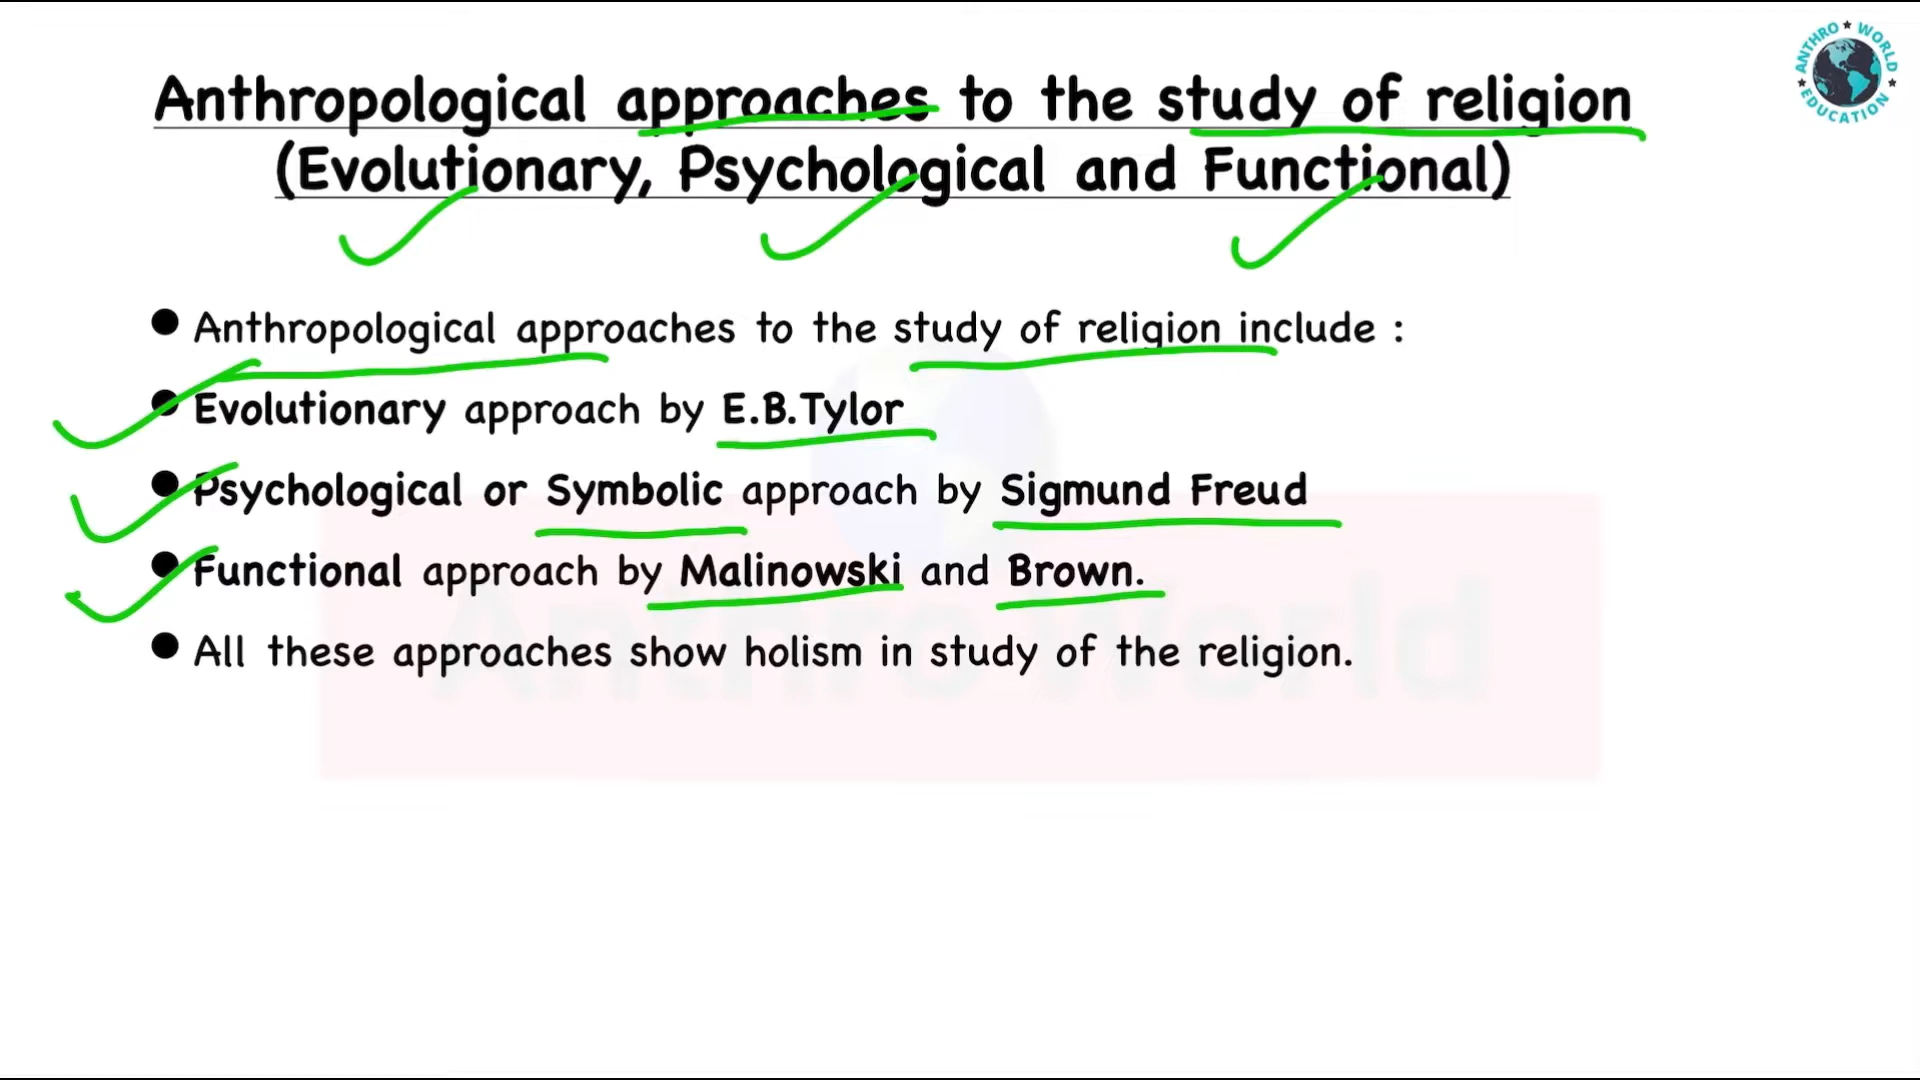 ANTHRO WORLD
EDUCATION
Anthropological approaches to the study of religion
(Evolutionary, Psychological and Functional)
● Anthropological approaches to the study of religion include :
● Evolutionary approach by E.B.Tylor
● Psychological or Symbolic approach by Sigmund Freud
● Functional approach by Malinowski and Brown.
● All these approaches show holism in study of the religion.
Anthro World